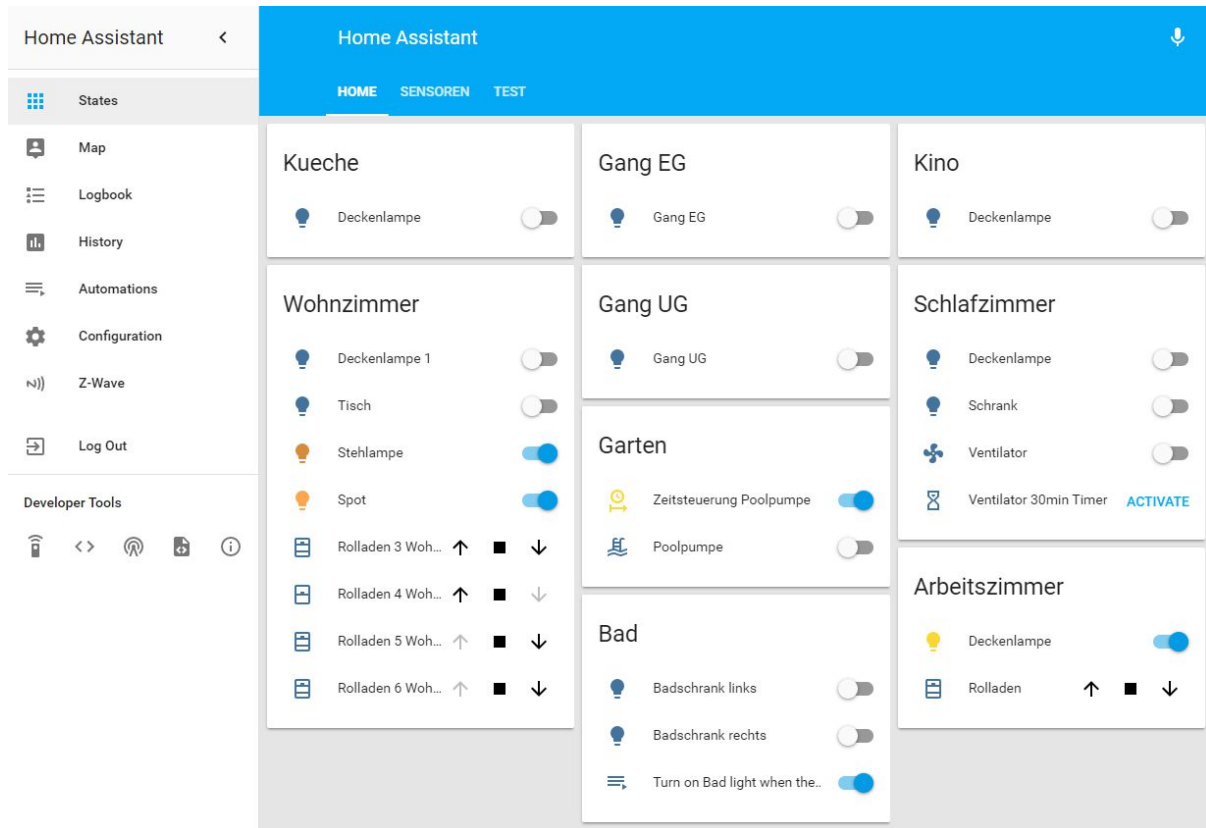 Home Assistant
States
Map
Logbook
History
Automations
Configuration
Z-Wave
Log Out
Developer Tools
Home Assistant
HOME SENSOREN TEST
Kueche
Deckenlampe
Wohnzimmer
Deckenlampe 1
Tisch
Stehlampe
Spot
Rolladen 3 Woh...
Rolladen 4 Woh...
Rolladen 5 Woh...
Rolladen 6 Woh...
Gang EG
Gang EG
Gang UG
Gang UG
Garten
Zeitsteuerung Poolpumpe
Poolpumpe
Bad
Badschrank links
Badschrank rechts
Turn on Bad light when the..
Kino
Deckenlampe
Schlafzimmer
Deckenlampe
Schrank
Ventilator
Ventilator 30min Timer ACTIVATE
Arbeitszimmer
Deckenlampe
Rolladen